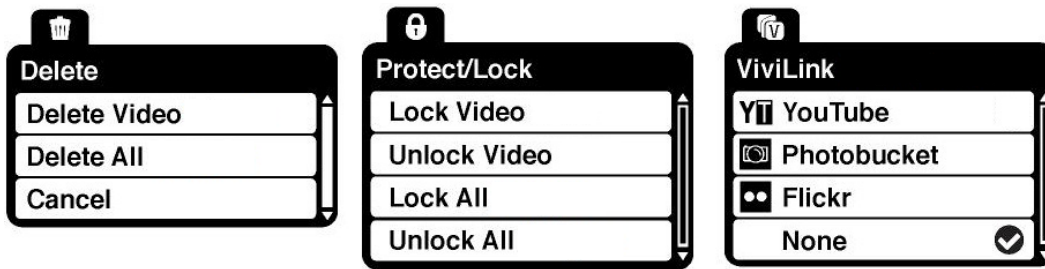 Delete
Delete Video
Delete All
Cancel
Protect/Lock
Lock Video
Unlock Video
Lock All
Unlock All
V
ViviLink
YT YouTube
Photobucket
Flickr
None